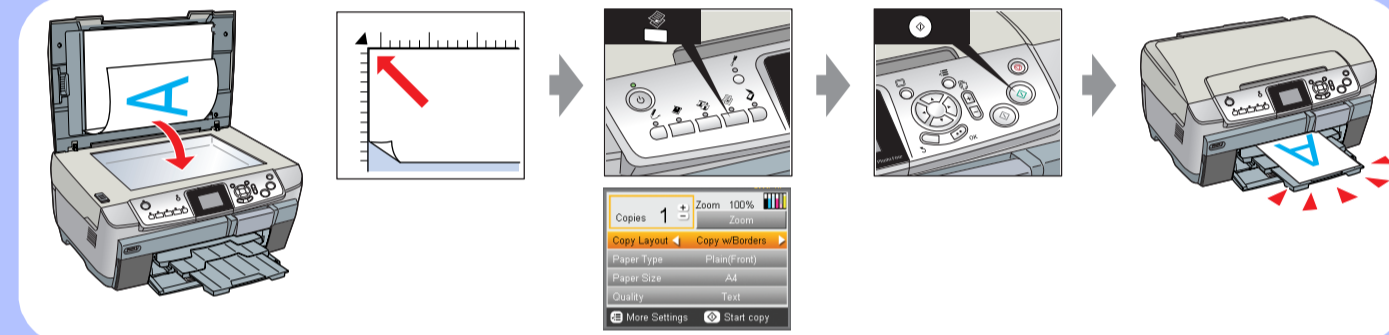 A
OK
A
Copies 1 + - Zoom 100%
Zoom
Copy Layout Copy w/Borders
Paper Type Plain(Front)
Paper Size A4
Quality Text
More Settings Start copy